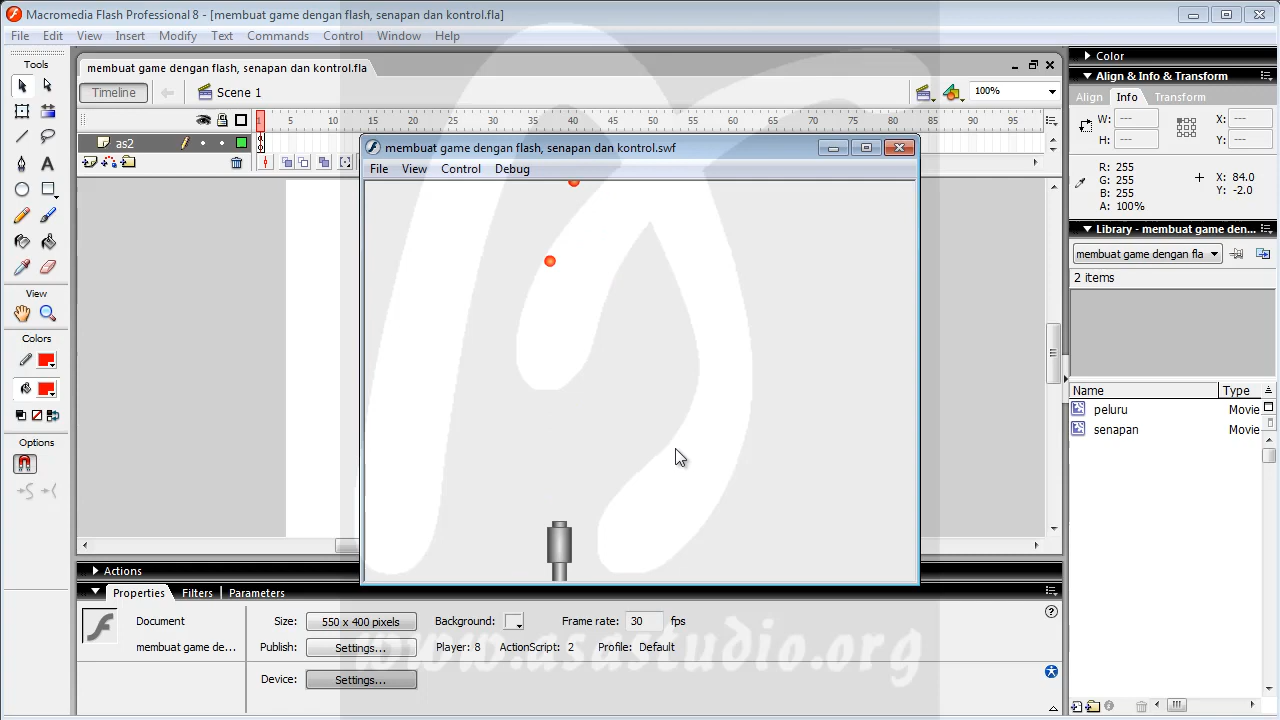 Macromedia Flash Professional 8 - [membuat game dengan flash, senapan dan kontrol.fla]
File Edit View Insert Modify Text Commands Control Window Help
Tools
membuat game dengan flash, senapan dan kontrol.fla
Timeline
Scene 1
100%
1 5 10 15 20 25 30 35 40 45 50 55 60 65 70 75 80 85 90 95
as2
membuat game dengan flash, senapan dan kontrol.swf
File View Control Debug
View
Colors
Options
Color
Align & Info & Transform
Align Info Transform
W: --- X: ---
H: --- Y: ---
R: 255
G: 255
B: 255
A: 100%
X: 84.0
Y: -2.0
Library - membuat game den...
membuat game dengan fla
2 items
Name Type
peluru Movie
senapan Movie
Actions
Properties Filters Parameters
Document
membuat game de...
Size: 550 x 400 pixels Background: Frame rate: 30 fps
Publish: Settings... Player: 8 ActionScript: 2 Profile: Default
Device: Settings...
www.asastudio.org